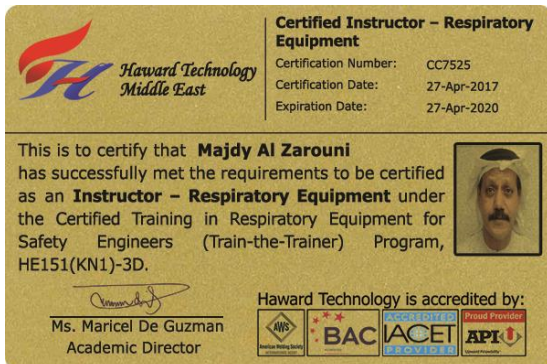 Haward Technology
Middle East
Certified Instructor – Respiratory
Equipment
Certification Number: CC7525
Certification Date: 27-Apr-2017
Expiration Date: 27-Apr-2020
This is to certify that Majdy Al Zarouni
has successfully met the requirements to be certified
as an Instructor – Respiratory Equipment under
the Certified Training in Respiratory Equipment for
Safety Engineers (Train-the-Trainer) Program,
HE151(KN1)-3D.
Ms. Maricel De Guzman
Academic Director
Haward Technology is accredited by:
AWS
American Welding Society
BAC
ACCREDITED
IACET
PROVIDER
Proud Provider
API